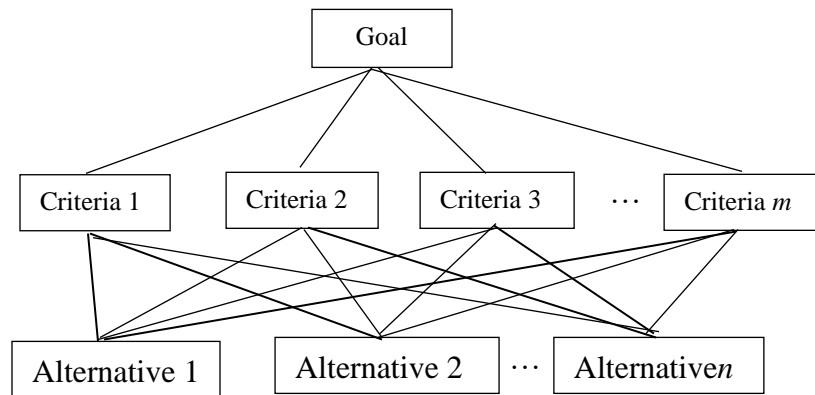 Goal
Criteria 1 Criteria 2 Criteria 3 … Criteria m
Alternative 1 Alternative 2 … Alternativen